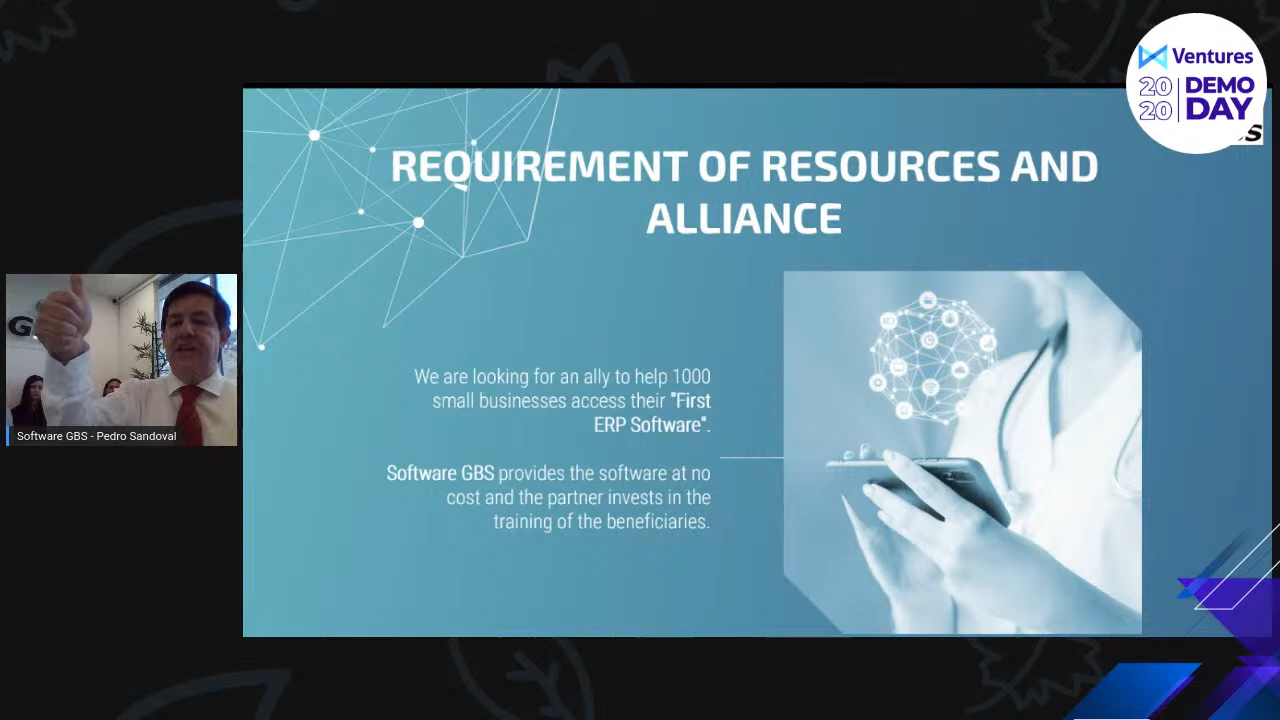 Ventures
20 20 DEMO DAY
S
REQUIREMENT OF RESOURCES AND
ALLIANCE
We are looking for an ally to help 1000
small businesses access their "First
ERP Software".
Software GBS provides the software at no
cost and the partner invests in the
training of the beneficiaries.
G
Software GBS - Pedro Sandoval